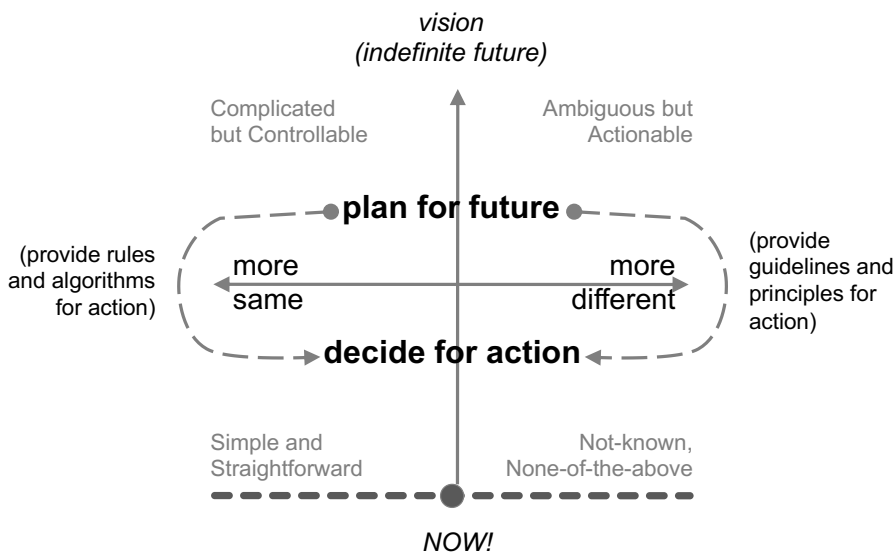 vision
(indefinite future)
Complicated
but Controllable
Ambiguous but
Actionable
plan for future
(provide rules
and algorithms
for action)
more
same
more
different
(provide
guidelines and
principles for
action)
decide for action
Simple and
Straightforward
Not-known,
None-of-the-above
NOW!